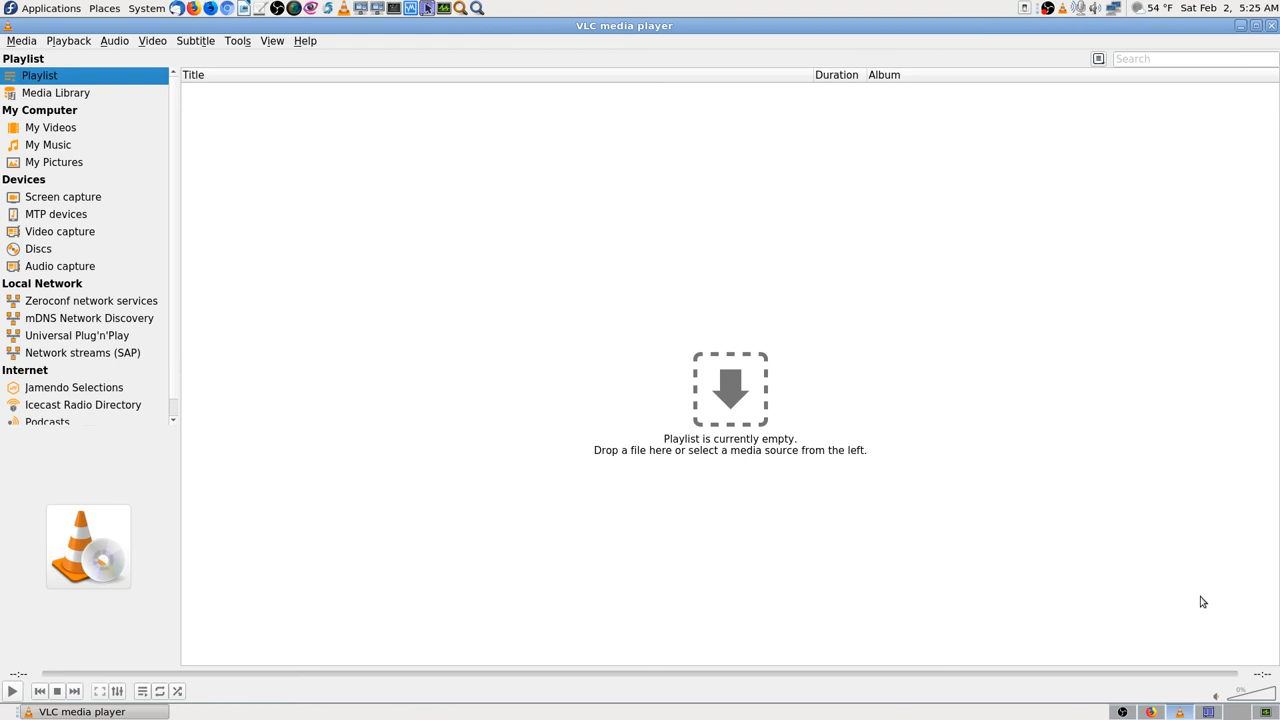 Applications Places System 54 °F Sat Feb 2, 5:25 AM
VLC media player
Media Playback Audio Video Subtitle Tools View Help
Playlist
Search
Playlist
Title Duration Album
Media Library
My Computer
My Videos
My Music
My Pictures
Devices
Screen capture
MTP devices
Video capture
Discs
Audio capture
Local Network
Zeroconf network services
mDNS Network Discovery
Universal Plug'n'Play
Network streams (SAP)
Internet
Jamendo Selections
Icecast Radio Directory
Podcasts
Playlist is currently empty.
Drop a file here or select a media source from the left.
--:-- --:--
0%
VLC media player